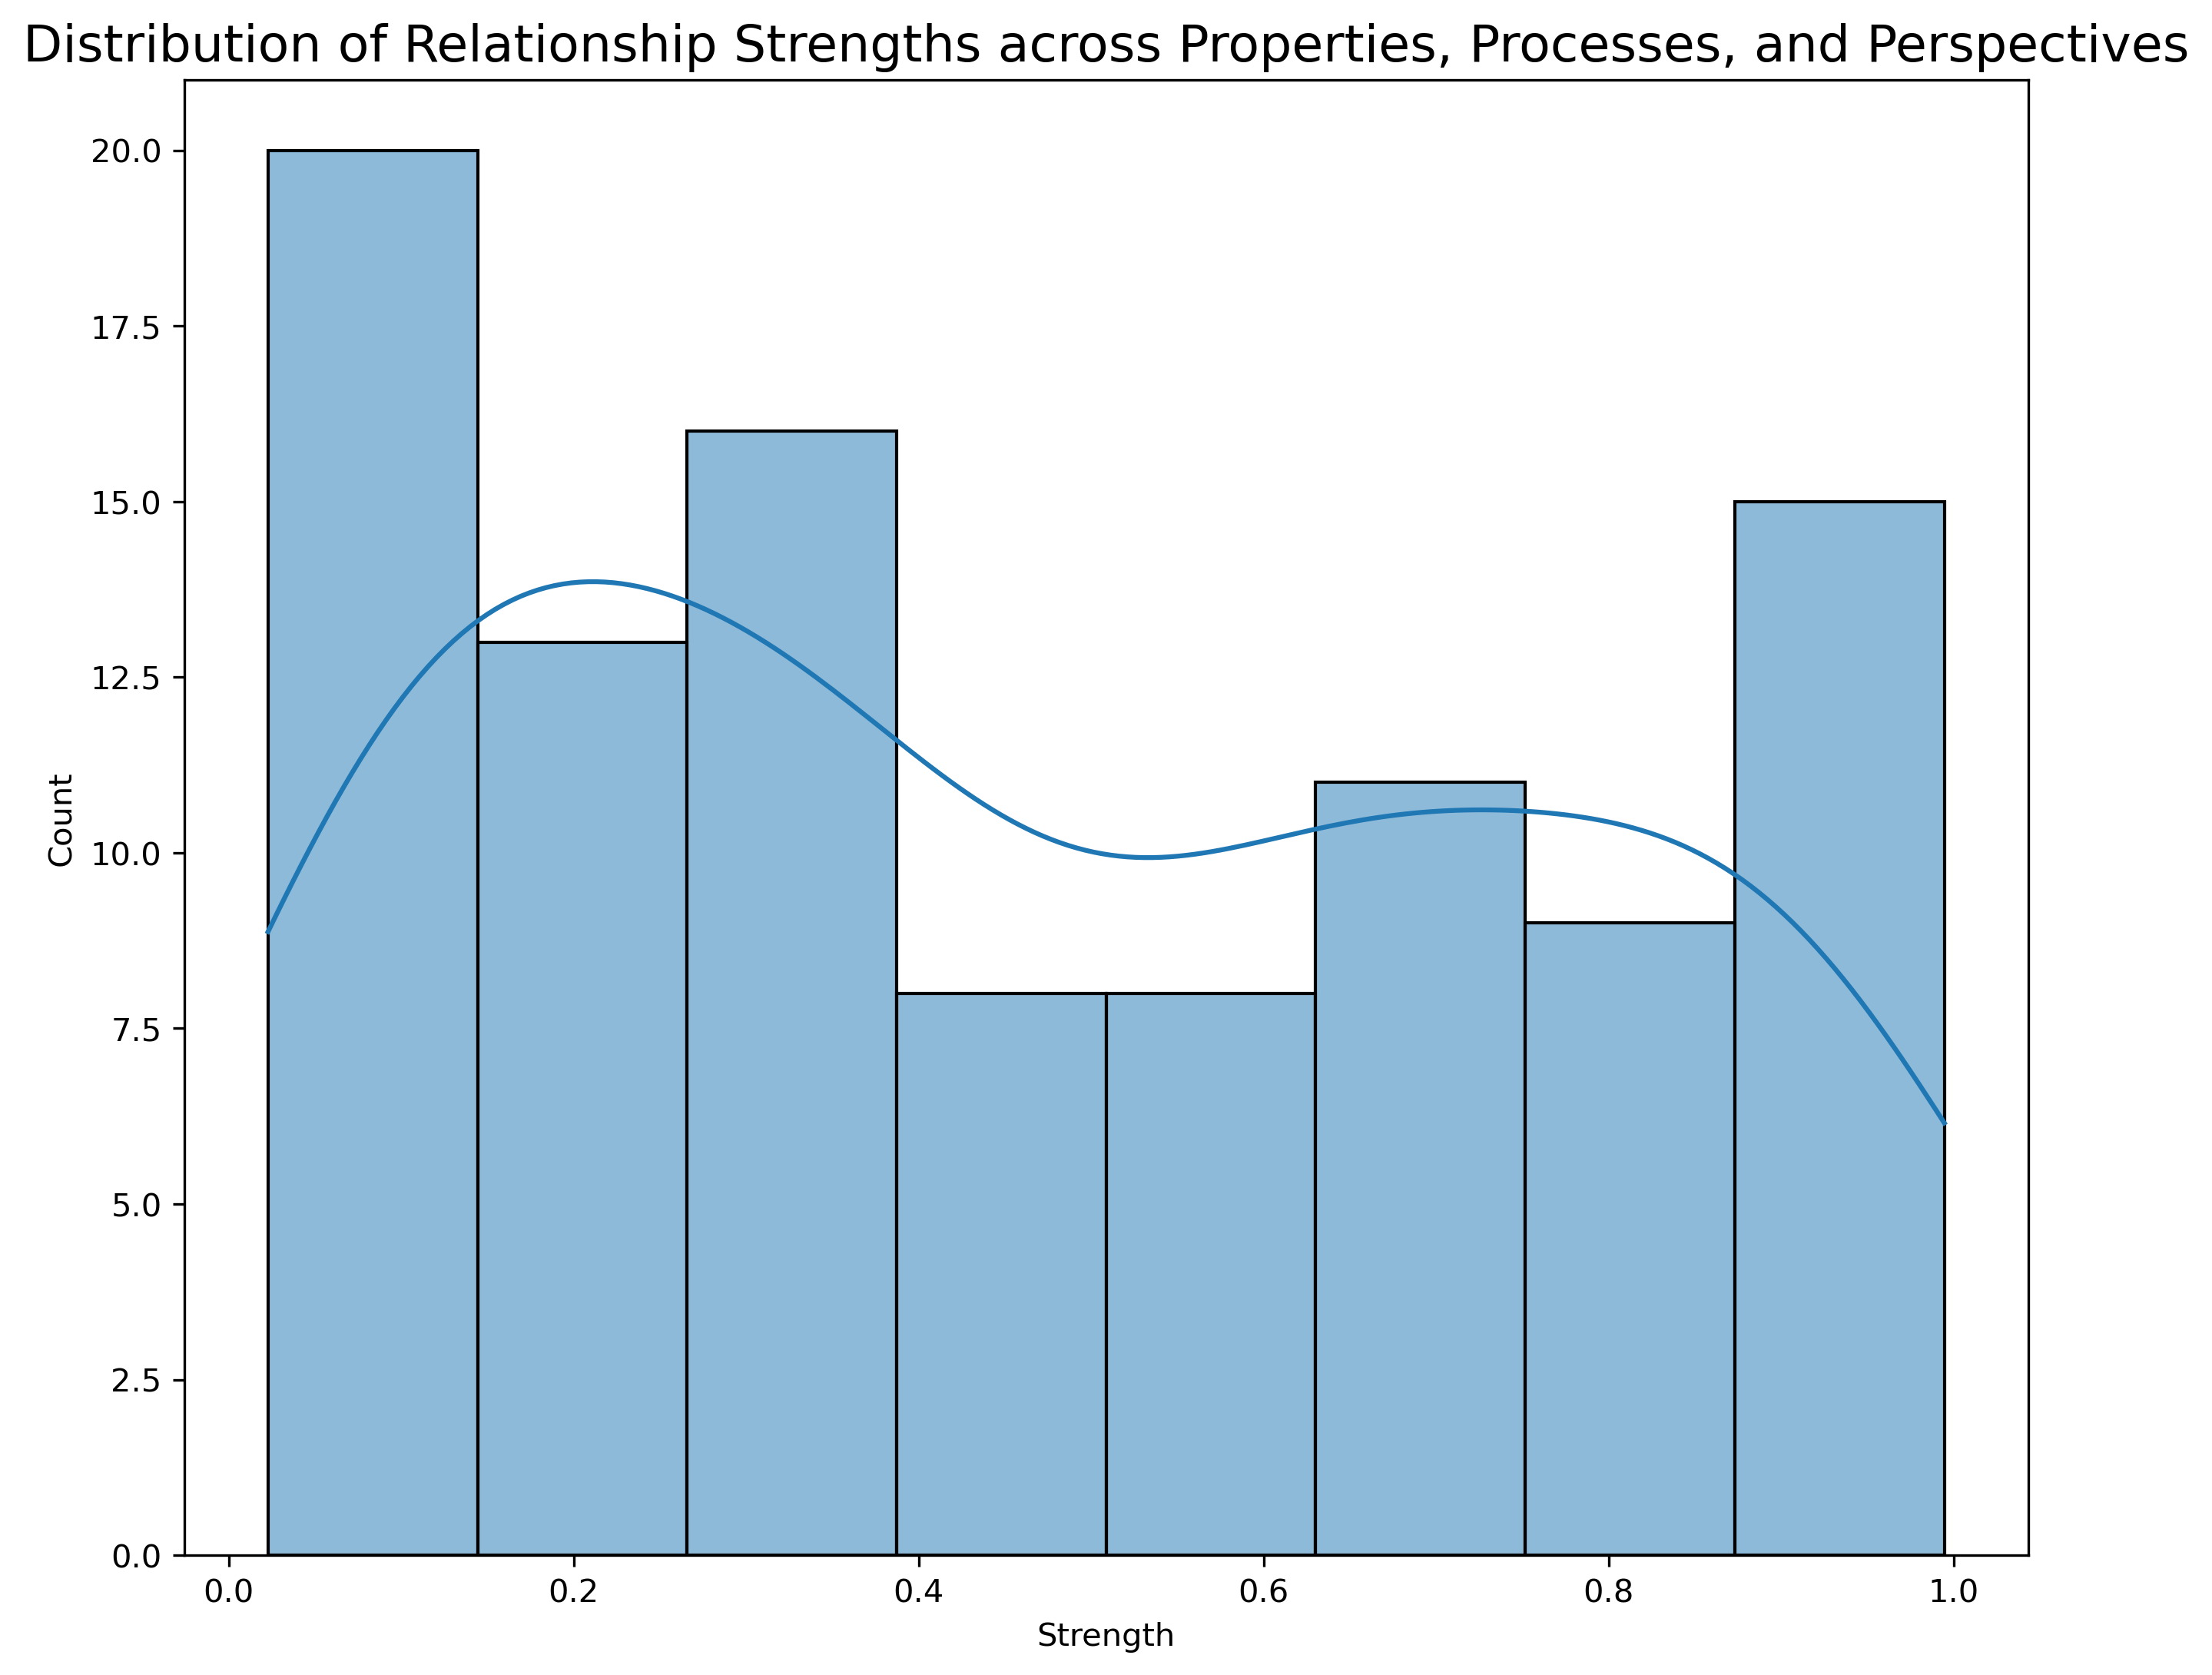 Distribution of Relationship Strengths across Properties, Processes, and Perspectives
20.0
17.5
15.0
12.5
10.0
7.5
5.0
2.5
0.0
Count
0.0 0.2 0.4 0.6 0.8 1.0
Strength